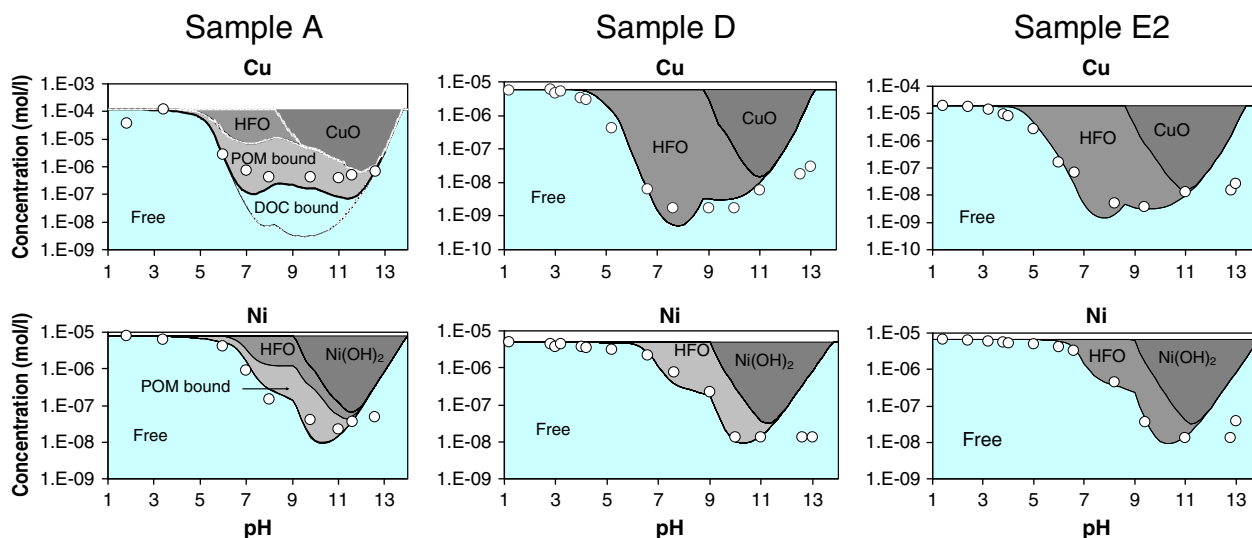 Sample A
Sample D
Sample E2
Cu
Cu
Cu
Concentration (mol/l)
1.E-03
1.E-04
1.E-05
1.E-06
1.E-07
1.E-08
1.E-09
HFO
CuO
POM bound
DOC bound
Free
1 3 5 7 9 11 13
1.E-05
1.E-06
1.E-07
1.E-08
1.E-09
1.E-10
HFO
CuO
1 3 5 7 9 11 13
1.E-04
1.E-05
1.E-06
1.E-07
1.E-08
1.E-09
1.E-10
HFO
CuO
Free
1 3 5 7 9 11 13
Ni
Ni
Ni
Concentration (mol/l)
1.E-05
1.E-06
1.E-07
1.E-08
1.E-09
HFO
Ni(OH)2
POM bound
Free
1 3 5 7 9 11 13
pH
1.E-05
1.E-06
1.E-07
1.E-08
1.E-09
HFO
Ni(OH)2
Free
1 3 5 7 9 11 13
pH
1.E-05
1.E-06
1.E-07
1.E-08
1.E-09
HFO
Ni(OH)2
Free
1 3 5 7 9 11 13
pH